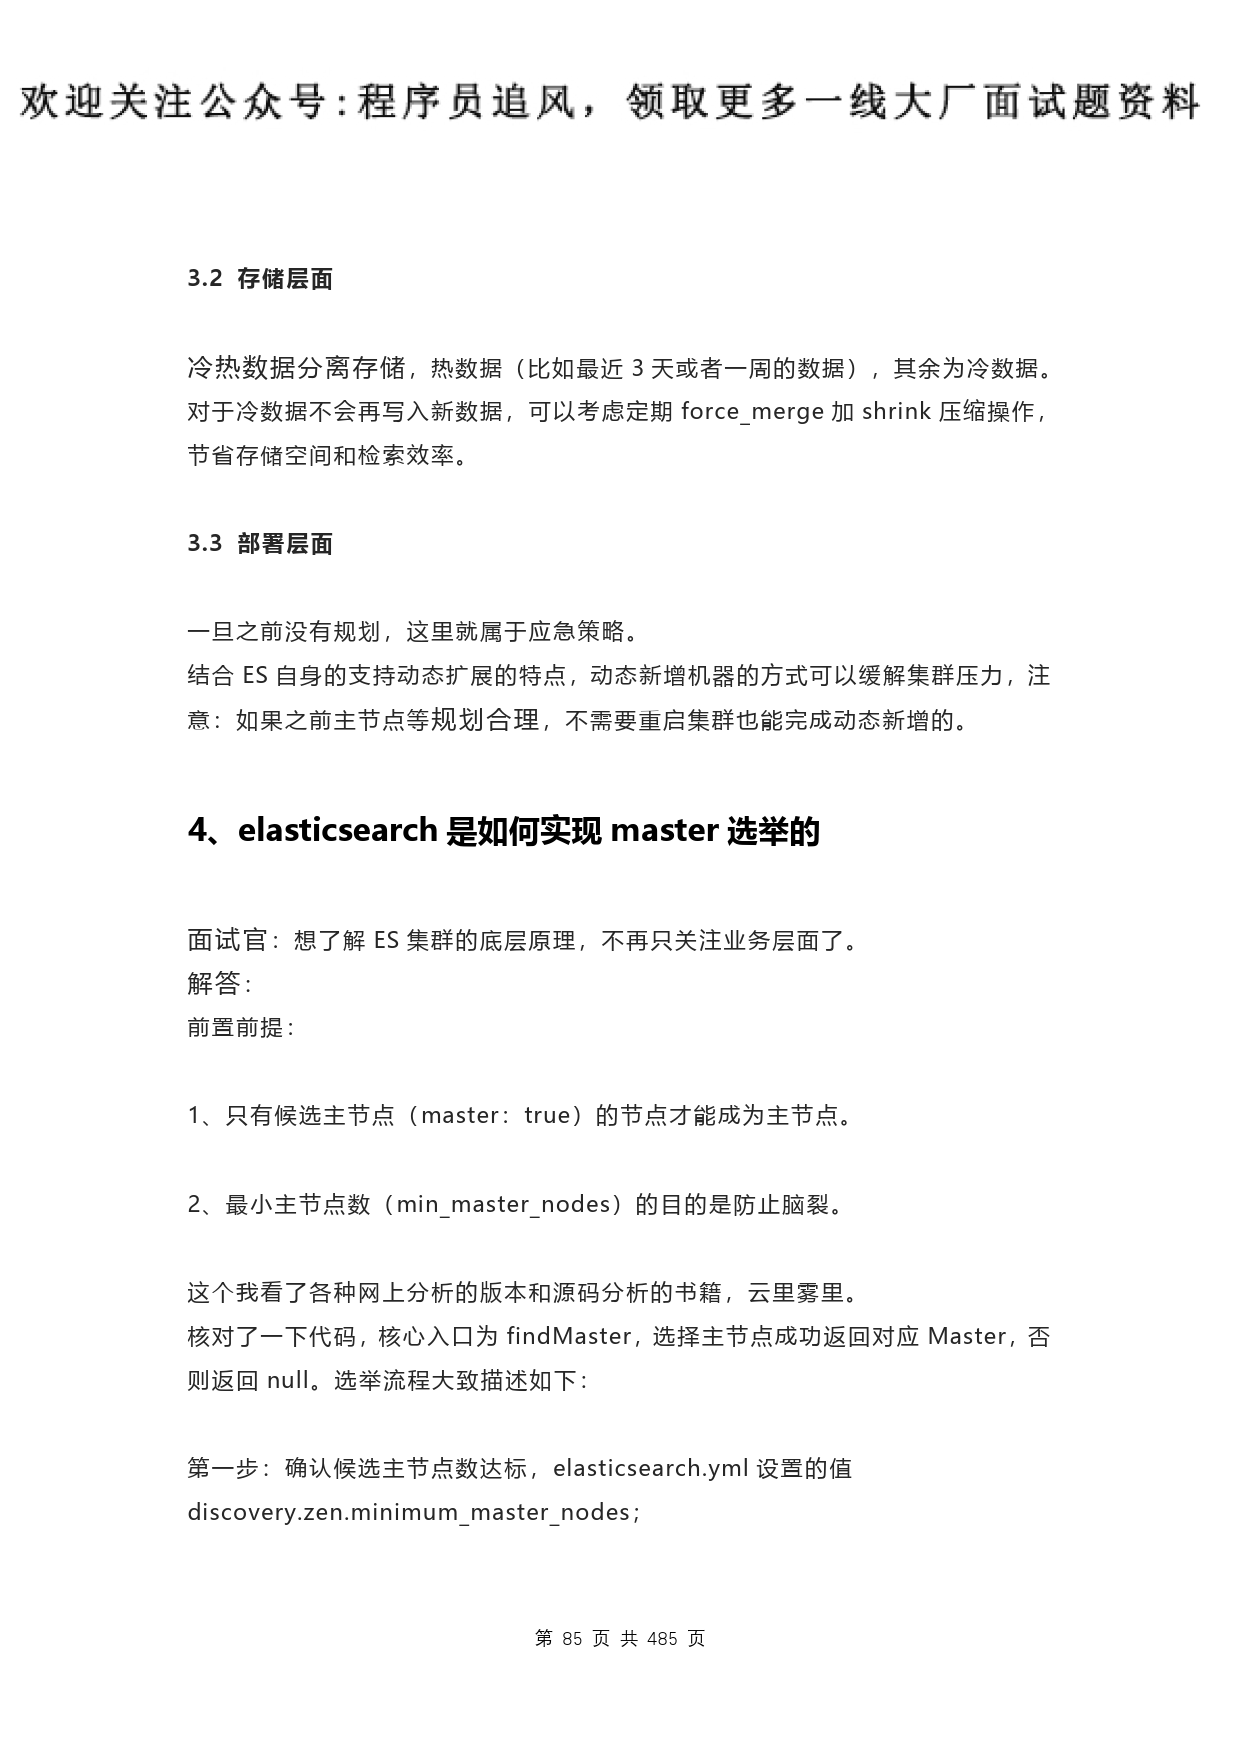 欢迎关注公众号:程序员追风，领取更多一线大厂面试题资料
3.2 存储层面
冷热数据分离存储，热数据（比如最近 3 天或者一周的数据），其余为冷数据。
对于冷数据不会再写入新数据，可以考虑定期 force_merge 加 shrink 压缩操作，
节省存储空间和检索效率。
3.3 部署层面
一旦之前没有规划，这里就属于应急策略。
结合 ES 自身的支持动态扩展的特点，动态新增机器的方式可以缓解集群压力，注
意：如果之前主节点等规划合理，不需要重启集群也能完成动态新增的。
4、elasticsearch 是如何实现 master 选举的
面试官：想了解 ES 集群的底层原理，不再只关注业务层面了。
解答：
前置前提：
1、只有候选主节点（master：true）的节点才能成为主节点。
2、最小主节点数（min_master_nodes）的目的是防止脑裂。
这个我看了各种网上分析的版本和源码分析的书籍，云里雾里。
核对了一下代码，核心入口为 findMaster，选择主节点成功返回对应 Master，否
则返回 null。选举流程大致描述如下：
第一步：确认候选主节点数达标，elasticsearch.yml 设置的值
discovery.zen.minimum_master_nodes；
第 85 页 共 485 页